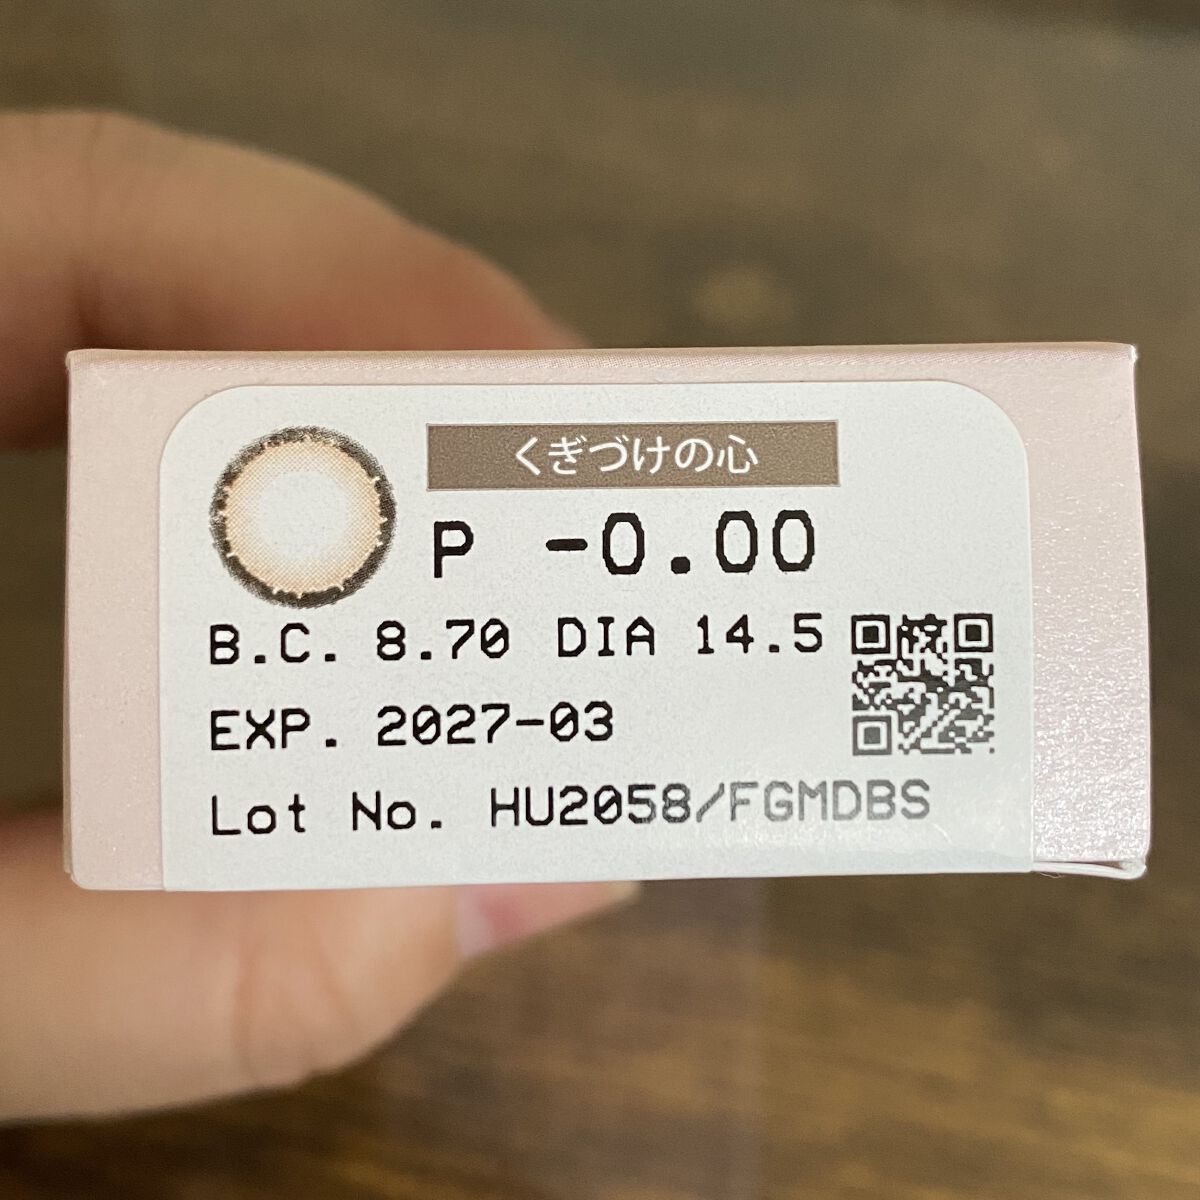 くぎづけの心
P -0.00
B.C. 8.70 DIA 14.5
EXP. 2027-03
Lot No. HU2058/FGMDBS